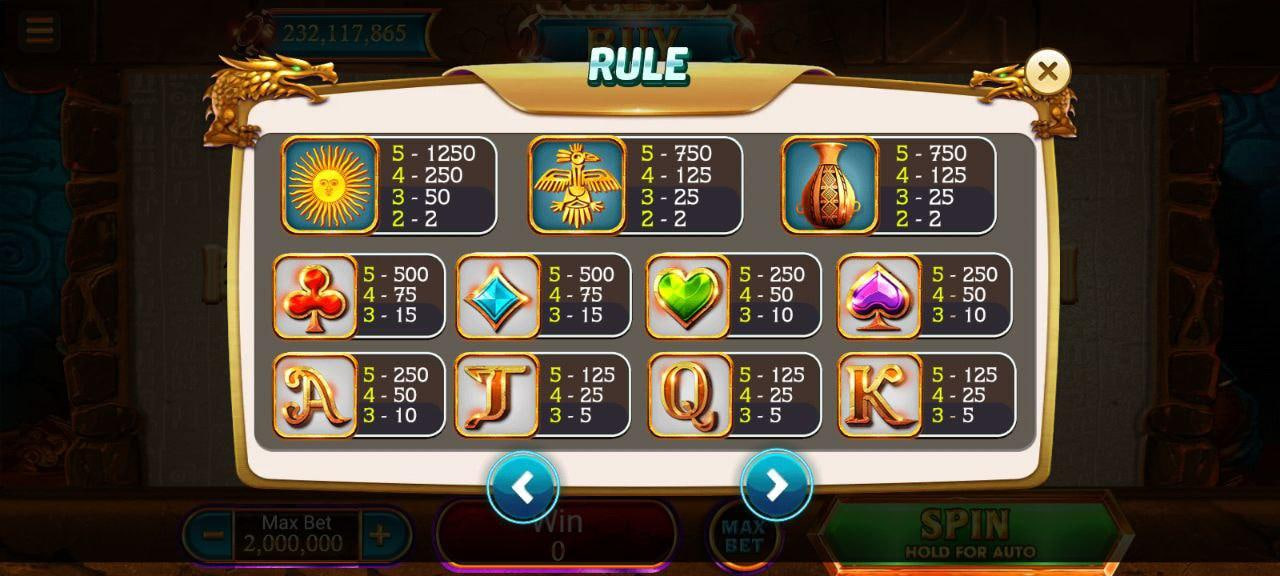 232,117,865
BUY
RULE
5 - 1250
4 - 250
3 - 50
2 - 2
5 - 750
4 - 125
3 - 25
2 - 2
5 - 750
4 - 125
3 - 25
2 - 2
5 - 500
4 - 75
3 - 15
5 - 500
4 - 75
3 - 15
5 - 250
4 - 50
3 - 10
5 - 250
4 - 50
3 - 10
A
5 - 250
4 - 50
3 - 10
J
5 - 125
4 - 25
3 - 5
Q
5 - 125
4 - 25
3 - 5
K
5 - 125
4 - 25
3 - 5
Max Bet
2,000,000
Win
0
MAX
BET
SPIN
HOLD FOR AUTO